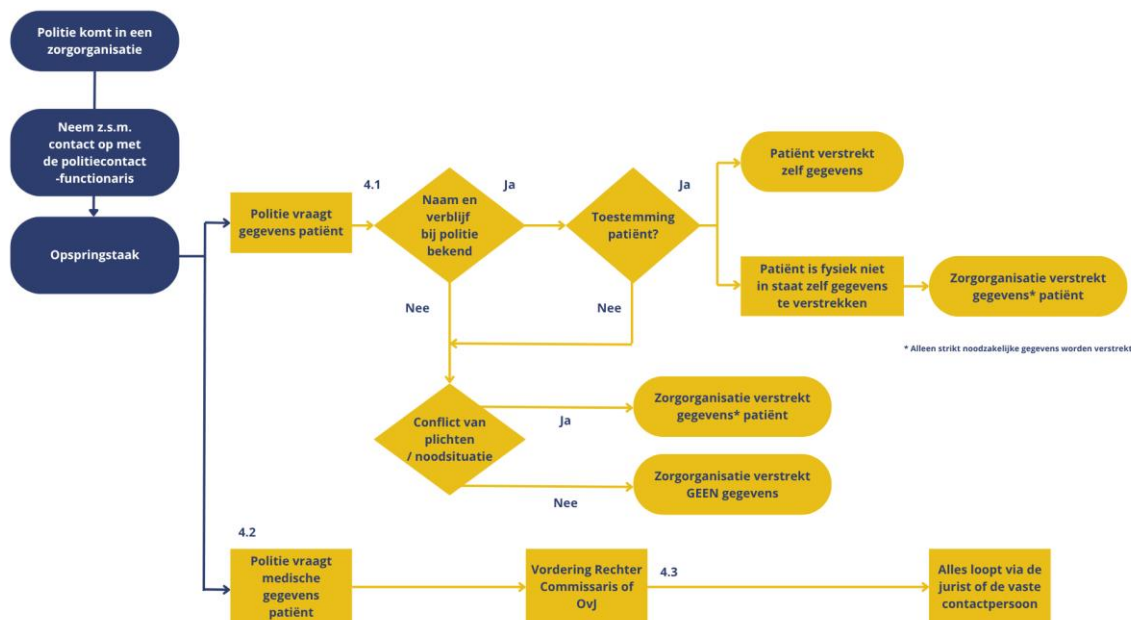 Politie komt in een
zorgorganisatie
Neem z.s.m.
contact op met
de politiecontact
-functionaris
Opspringstaak
Politie vraagt
gegevens patiënt
4.1
Naam en
verblijf
bij politie
bekend
Ja
Toestemming
patiënt?
Ja
Patiënt verstrekt
zelf gegevens
Patiënt is fysiek niet
in staat zelf gegevens
te verstrekken
Zorgorganisatie verstrekt
gegevens* patiënt
* Alleen strikt noodzakelijke gegevens worden verstrekt
Nee
Nee
Conflict van
plichten
/ noodsituatie
Ja
Zorgorganisatie verstrekt
gegevens* patiënt
Nee
Zorgorganisatie verstrekt
GEEN gegevens
4.2
Politie vraagt
medische
gegevens
patiënt
Vordering Rechter
Commissaris of
OvJ
4.3
Alles loopt via de
jurist of de vaste
contactpersoon